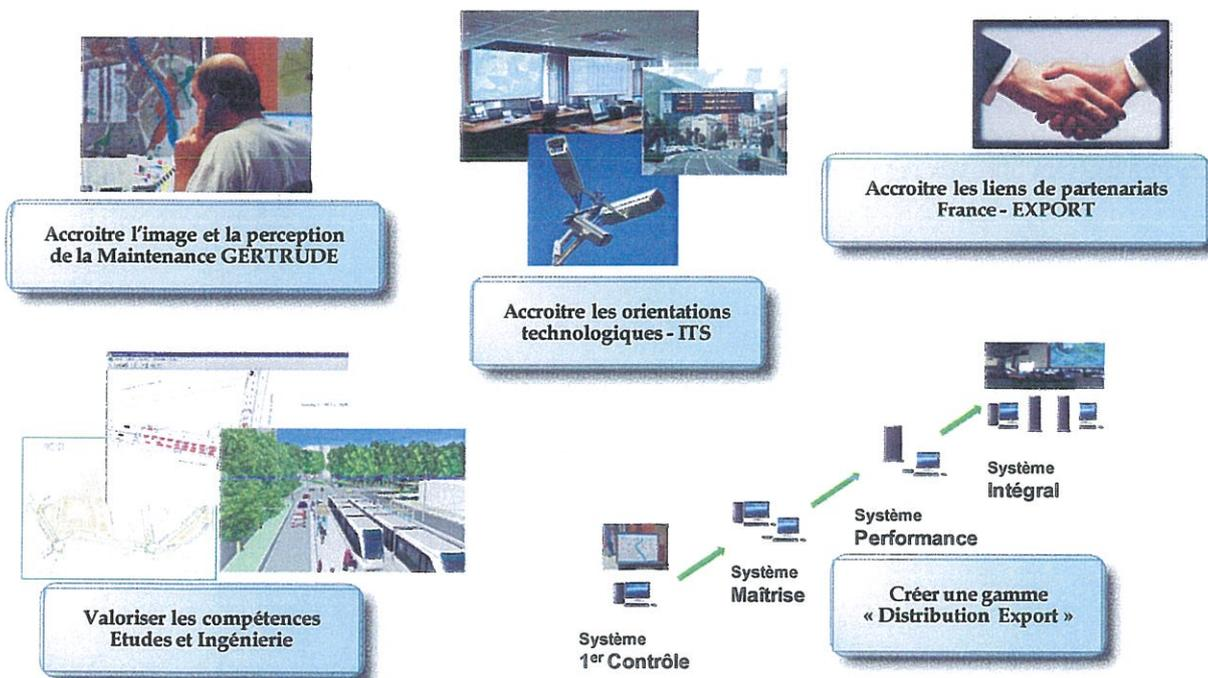 Accroitre l'image et la perception
de la Maintenance GERTRUDE
Accroitre les orientations
technologiques - ITS
Accroitre les liens de partenariats
France - EXPORT
Valoriser les compétences
Etudes et Ingénierie
Système
1er Contrôle
Système
Maîtrise
Système
Performance
Système
Intégral
Créer une gamme
« Distribution Export »